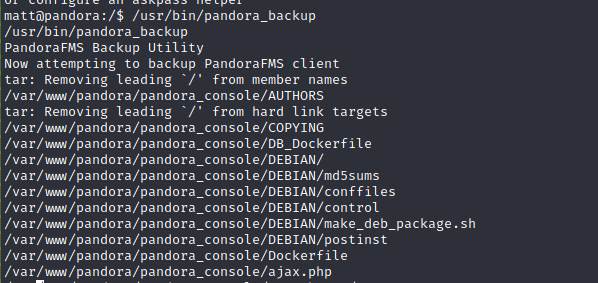 or configure an askpass helper
matt@pandora:/$ /usr/bin/pandora_backup
/usr/bin/pandora_backup
PandoraFMS Backup Utility
Now attempting to backup PandoraFMS client
tar: Removing leading `/' from member names
/var/www/pandora/pandora_console/AUTHORS
tar: Removing leading `/' from hard link targets
/var/www/pandora/pandora_console/COPYING
/var/www/pandora/pandora_console/DB_Dockerfile
/var/www/pandora/pandora_console/DEBIAN/
/var/www/pandora/pandora_console/DEBIAN/md5sums
/var/www/pandora/pandora_console/DEBIAN/conffiles
/var/www/pandora/pandora_console/DEBIAN/control
/var/www/pandora/pandora_console/DEBIAN/make_deb_package.sh
/var/www/pandora/pandora_console/DEBIAN/postinst
/var/www/pandora/pandora_console/Dockerfile
/var/www/pandora/pandora_console/ajax.php